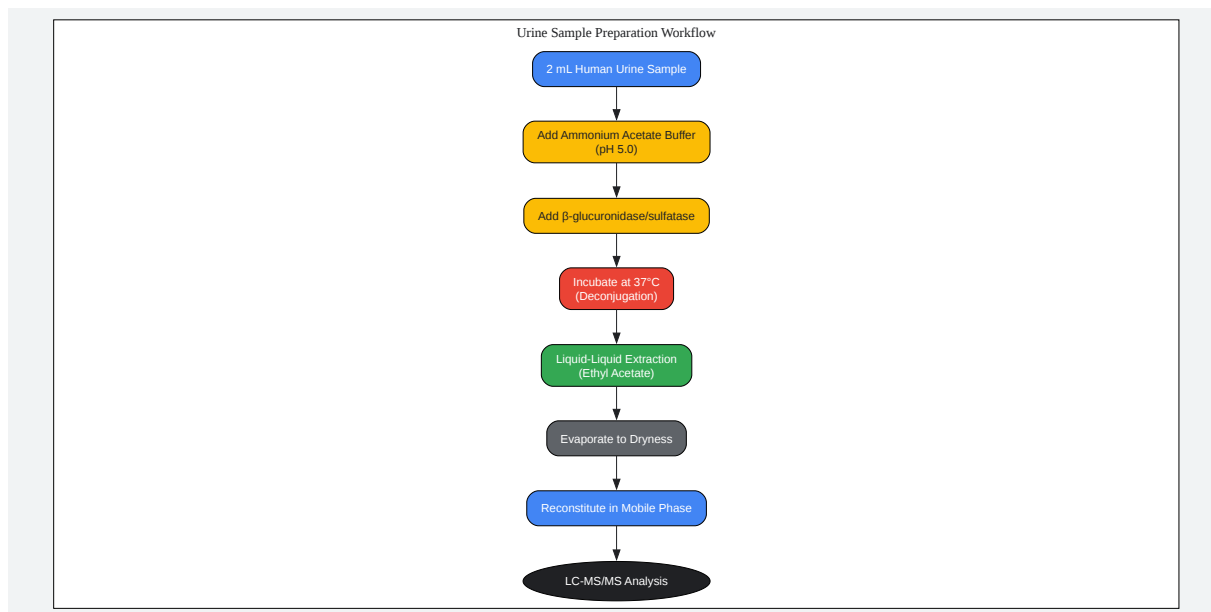 Urine Sample Preparation Workflow
2 mL Human Urine Sample
Add Ammonium Acetate Buffer
(pH 5.0)
Add β-glucuronidase/sulfatase
Incubate at 37°C
(Deconjugation)
Liquid-Liquid Extraction
(Ethyl Acetate)
Evaporate to Dryness
Reconstitute in Mobile Phase
LC-MS/MS Analysis